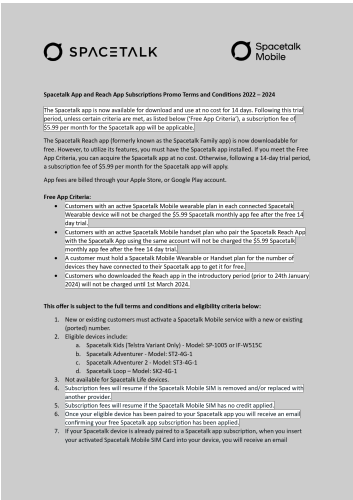 SPACETALK
Spacetalk
Mobile
Spacetalk App and Reach App Subscriptions Promo Terms and Conditions 2022 – 2024
The Spacetalk app is now available for download and use at no cost for 14 days. Following this trial
period, unless certain criteria are met, as listed below ('Free App Criteria'), a subscription fee of
$5.99 per month for the Spacetalk app will be applicable.
The Spacetalk Reach app (formerly known as the Spacetalk Family app) is now downloadable for
free. However, to utilize its features, you must have the Spacetalk app installed. If you meet the Free
App Criteria, you can acquire the Spacetalk app at no cost. Otherwise, following a 14-day trial period,
a subscription fee of $5.99 per month for the Spacetalk app will apply.
App fees are billed through your Apple Store, or Google Play account.
Free App Criteria:
• Customers with an active Spacetalk Mobile wearable plan in each connected Spacetalk
Wearable device will not be charged the $5.99 Spacetalk monthly app fee after the free 14
day trial.
• Customers with an active Spacetalk Mobile handset plan who pair the Spacetalk Reach App
with the Spacetalk App using the same account will not be charged the $5.99 Spacetalk
monthly app fee after the free 14 day trial.
• A customer must hold a Spacetalk Mobile Wearable or Handset plan for the number of
devices they have connected to their Spacetalk app to get it for free.
• Customers who downloaded the Reach app in the introductory period (prior to 24th January
2024) will not be charged until 1st March 2024.
This offer is subject to the full terms and conditions and eligibility criteria below:
1. New or existing customers must activate a Spacetalk Mobile service with a new or existing
(ported) number.
2. Eligible devices include:
a. Spacetalk Kids (Telstra Variant Only) - Model: SP-1005 or IF-W515C
b. Spacetalk Adventurer - Model: ST2-4G-1
c. Spacetalk Adventurer 2 - Model: ST3-4G-1
d. Spacetalk Loop – Model: SK2-4G-1
3. Not available for Spacetalk Life devices.
4. Subscription fees will resume if the Spacetalk Mobile SIM is removed and/or replaced with
another provider.
5. Subscription fees will resume if the Spacetalk Mobile SIM has no credit applied.
6. Once your eligible device has been paired to your Spacetalk app you will receive an email
confirming your free Spacetalk app subscription has been applied.
7. If your Spacetalk device is already paired to a Spacetalk app subscription, when you insert
your activated Spacetalk Mobile SIM Card into your device, you will receive an email